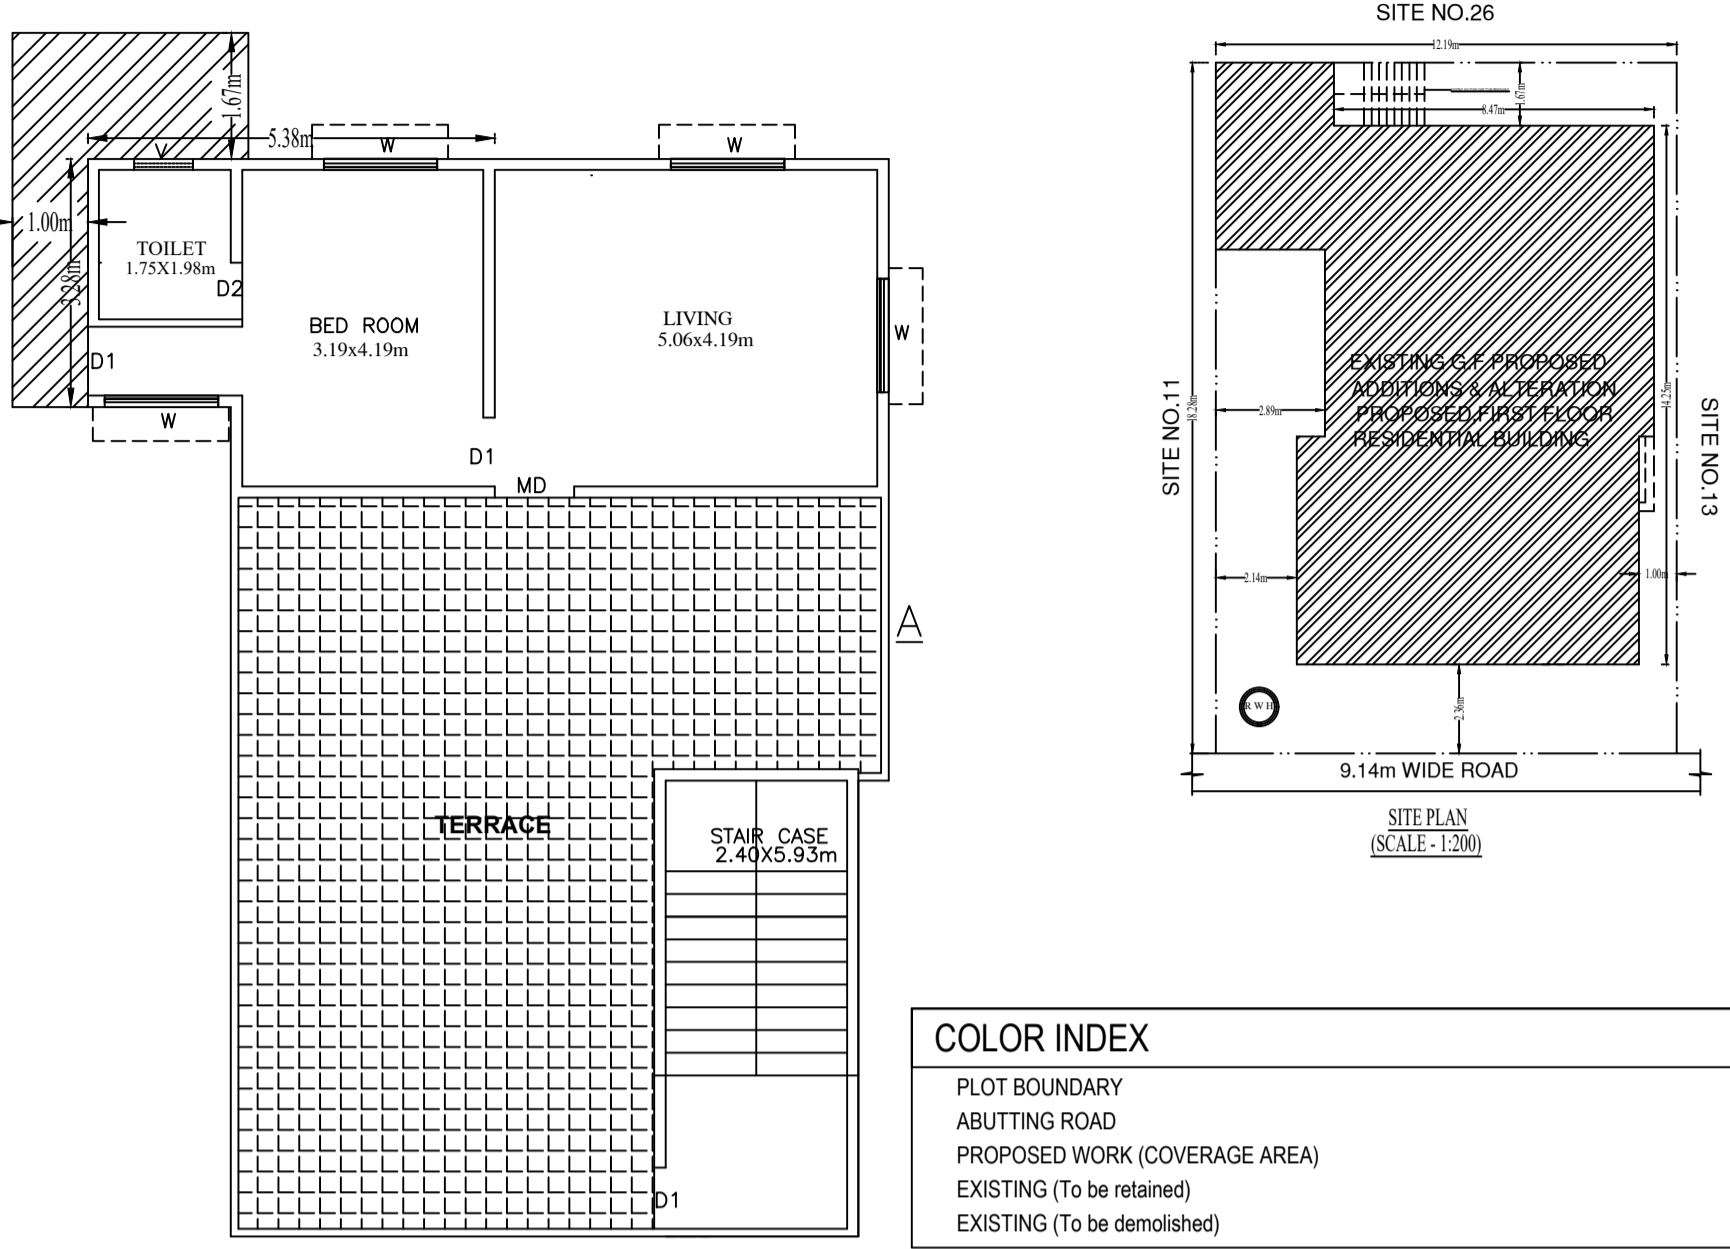 1.67m
5.38m
V
W
W
1.00m
3.28m
TOILET
1.75X1.98m
D2
BED ROOM
3.19x4.19m
LIVING
5.06x4.19m
W
D1
W
D1
MD
A
TERRACE
STAIR CASE
2.40X5.93m
D1
SITE NO.26
12.19m
1.67m
8.47m
SITE NO.11
18.28m
EXISTING G.F PROPOSED
ADDITIONS & ALTERATION
PROPOSED.FIRST FLOOR
RESIDENTIAL BUILDING
2.89m
14.25m
SITE NO.13
2.14m
1.00m
R W H
2.36m
9.14m WIDE ROAD
SITE PLAN
(SCALE - 1:200)
COLOR INDEX
PLOT BOUNDARY
ABUTTING ROAD
PROPOSED WORK (COVERAGE AREA)
EXISTING (To be retained)
EXISTING (To be demolished)